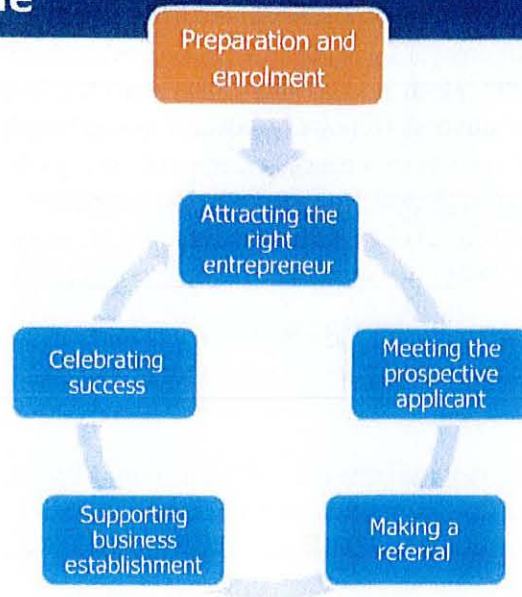 Preparation and
enrolment
Attracting the
right
entrepreneur
Meeting the
prospective
applicant
Making a
referral
Supporting
business
establishment
Celebrating
success